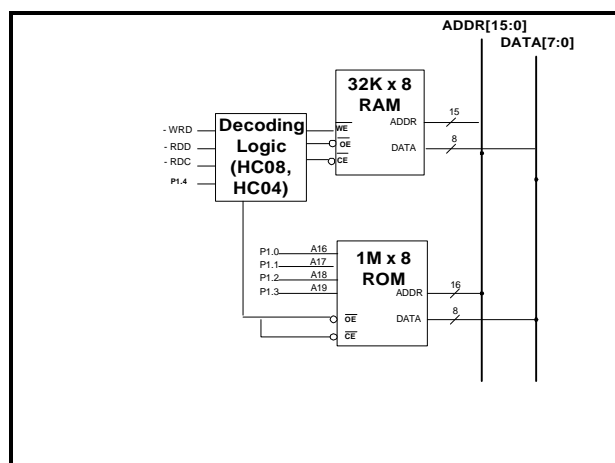 ADDR[15:0]
DATA[7:0]
32K x 8
RAM
ADDR
15
DATA
8
WE
OE
CE
Decoding
Logic
(HC08,
HC04)
- WRD
- RDD
- RDC
P1.4
1M x 8
ROM
P1.0 A16
P1.1 A17
P1.2 A18
P1.3 A19
ADDR
16
DATA
8
OE
CE